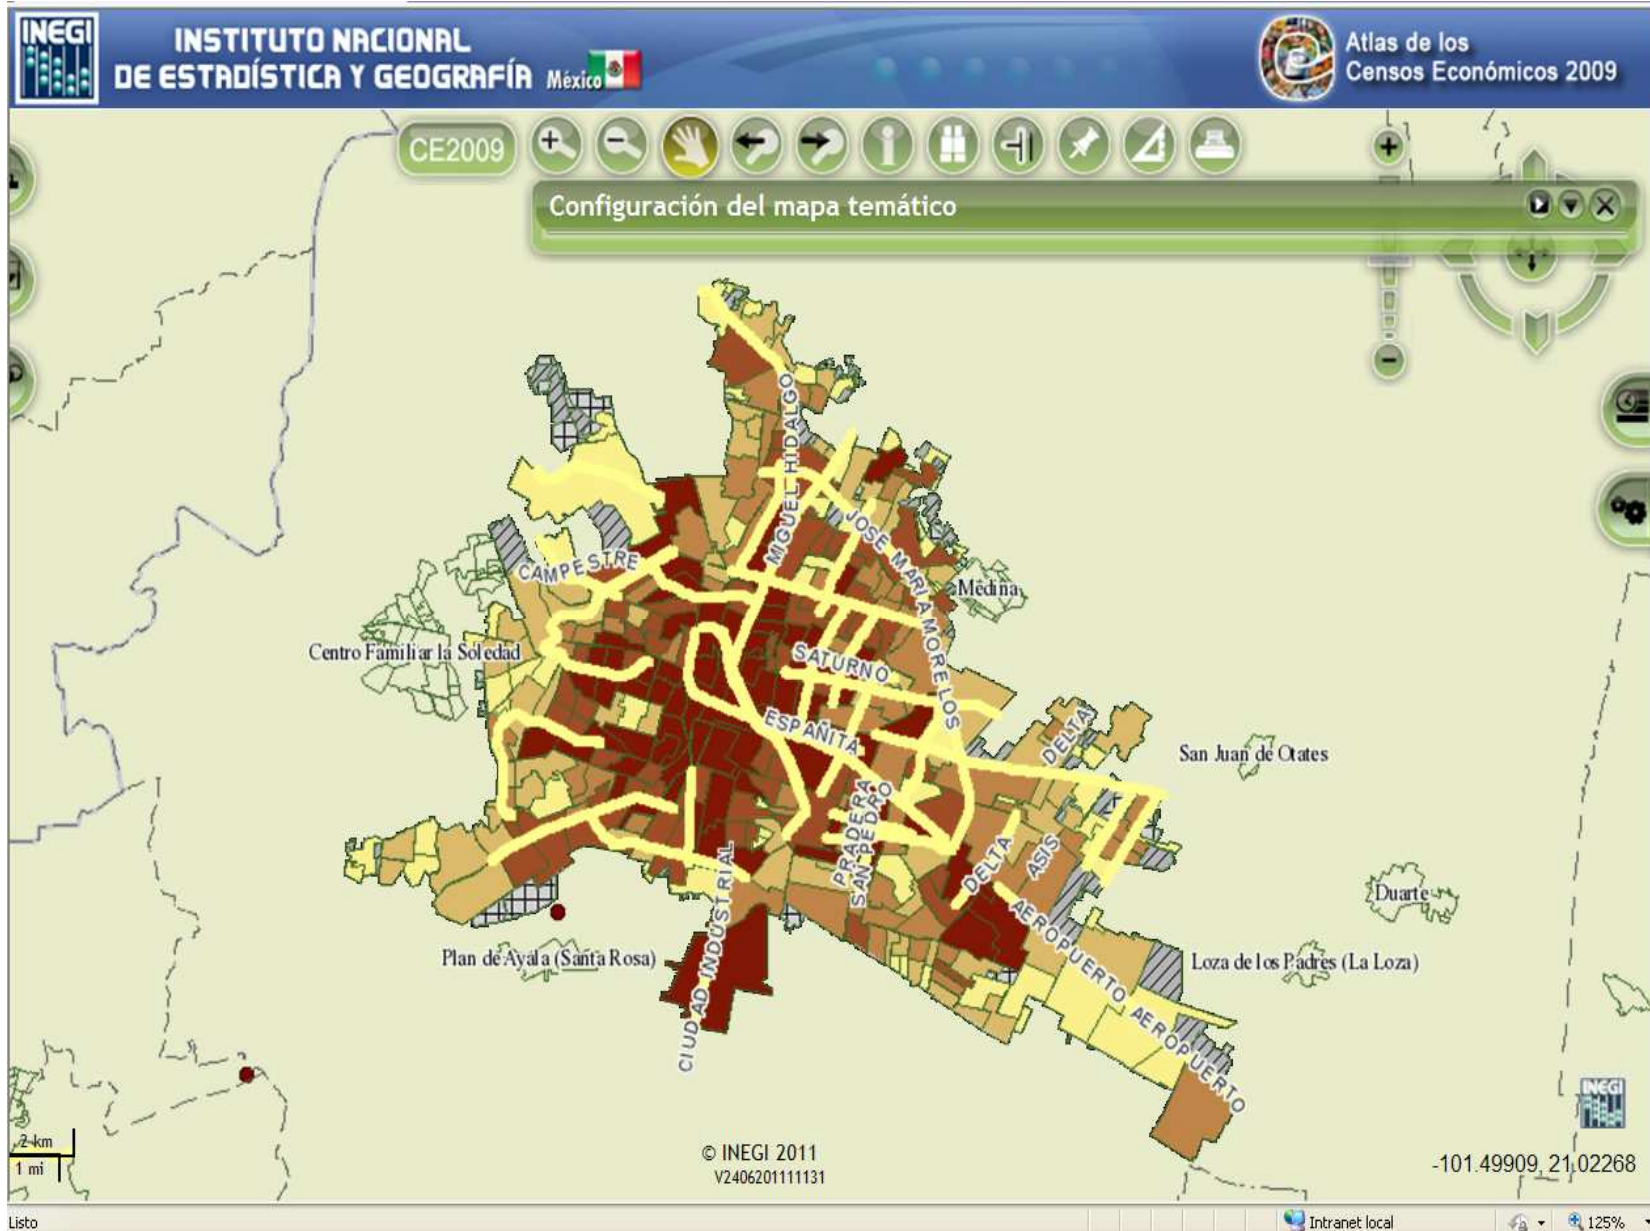 INEGI
INSTITUTO NACIONAL
DE ESTADÍSTICA Y GEOGRAFÍA México
Atlas de los
Censos Económicos 2009
CE2009
Configuración del mapa temático
MIGUEL HIDALGO
JOSE MARIA MORELOS
CAMPESTRE
Medina
Centro Familiar la Soledad
SATURNO
ESPAÑITA
DELTA
San Juan de Otates
PRADERA
SAN PEDRO
DELTA
ASIS
Duarte
CIUDAD INDUSTRIAL
AEROPUERTO
AEROPUERTO
Plan de Ayala (Santa Rosa)
Loza de los Padres (La Loza)
INEGI
2 km
1 mi
© INEGI 2011
V2406201111131
-101.49909, 21.02268
Listo
Intranet local
125%